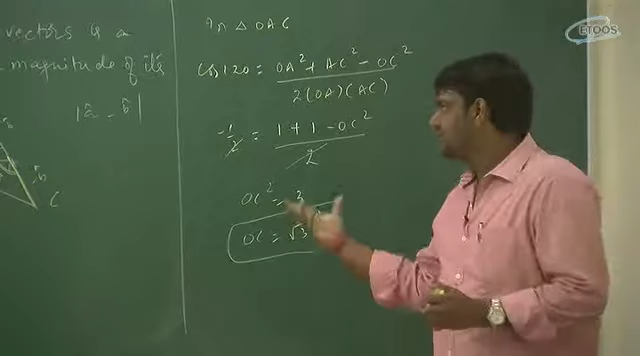 vectors is a
magnitude of its
|â - b̂|
C
In △ OAC
Cos 120 = OA² + AC² - OC²
2(OA)(AC)
-1/2 = 1 + 1 - OC²
2
OC² = 3
OC = √3
ETOOS